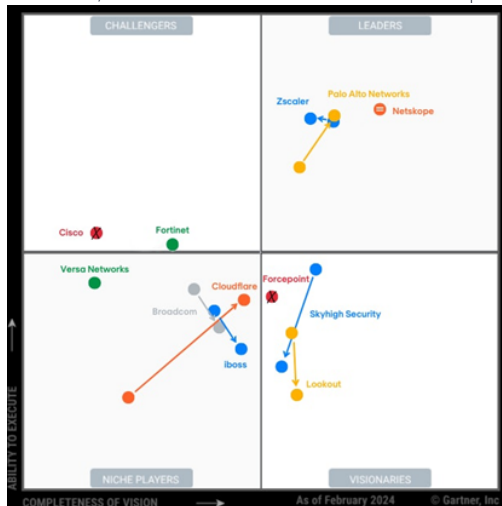 CHALLENGERS
LEADERS
Palo Alto Networks
Zscaler
Netskope
Cisco
Fortinet
Versa Networks
Cloudflare
Forcepoint
Broadcom
Skyhigh Security
iboss
Lookout
ABILITY TO EXECUTE
NICHE PLAYERS
VISIONARIES
COMPLETENESS OF VISION
As of February 2024
© Gartner, Inc